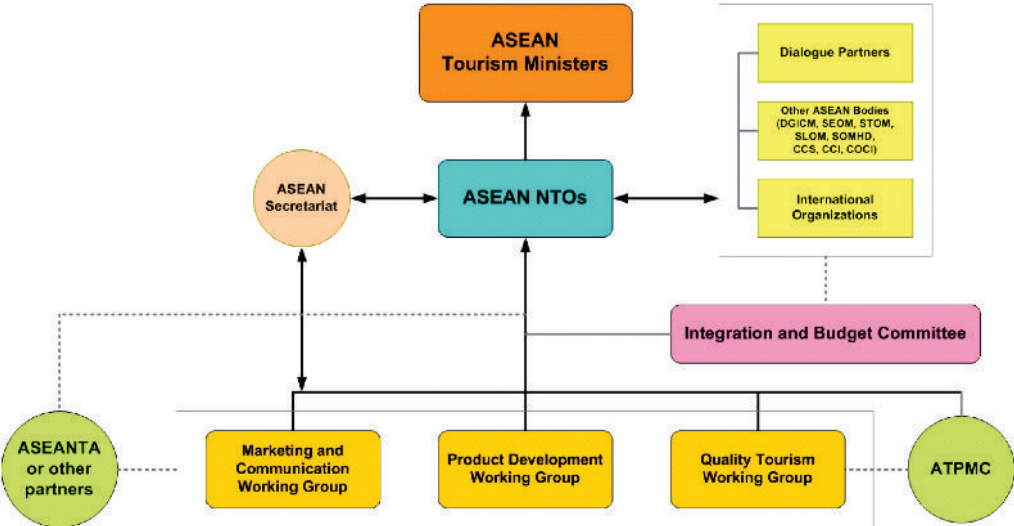 ASEAN
Tourism Ministers
Dialogue Partners
Other ASEAN Bodies
(DGICM, SEOM, STOM,
SLOM, SOMHD,
CCS, CCI, COCI)
International
Organizations
ASEAN
Secretariat
ASEAN NTOs
Integration and Budget Committee
ASEANTA
or other
partners
Marketing and
Communication
Working Group
Product Development
Working Group
Quality Tourism
Working Group
ATPMC